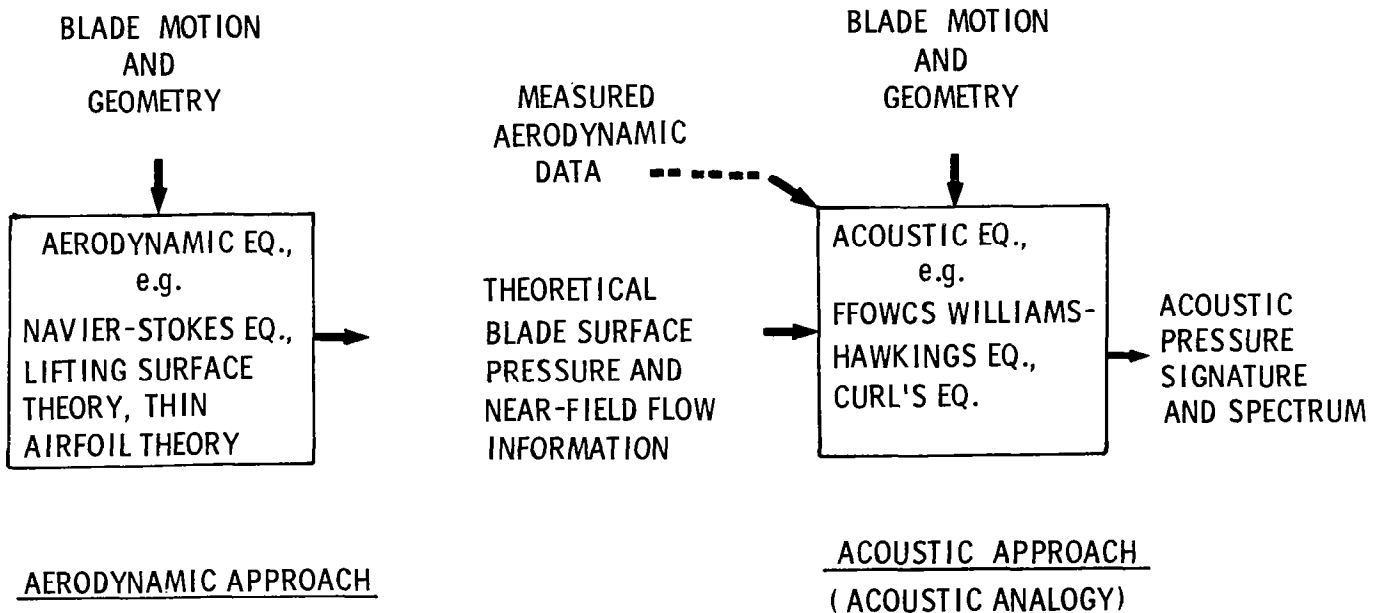 BLADE MOTION
AND
GEOMETRY
AERODYNAMIC EQ.,
e.g.
NAVIER-STOKES EQ.,
LIFTING SURFACE
THEORY, THIN
AIRFOIL THEORY
AERODYNAMIC APPROACH
MEASURED
AERODYNAMIC
DATA
THEORETICAL
BLADE SURFACE
PRESSURE AND
NEAR-FIELD FLOW
INFORMATION
BLADE MOTION
AND
GEOMETRY
ACOUSTIC EQ.,
e.g.
FFOWCS WILLIAMS-
HAWKINGS EQ.,
CURL'S EQ.
ACOUSTIC
PRESSURE
SIGNATURE
AND SPECTRUM
ACOUSTIC APPROACH
(ACOUSTIC ANALOGY)